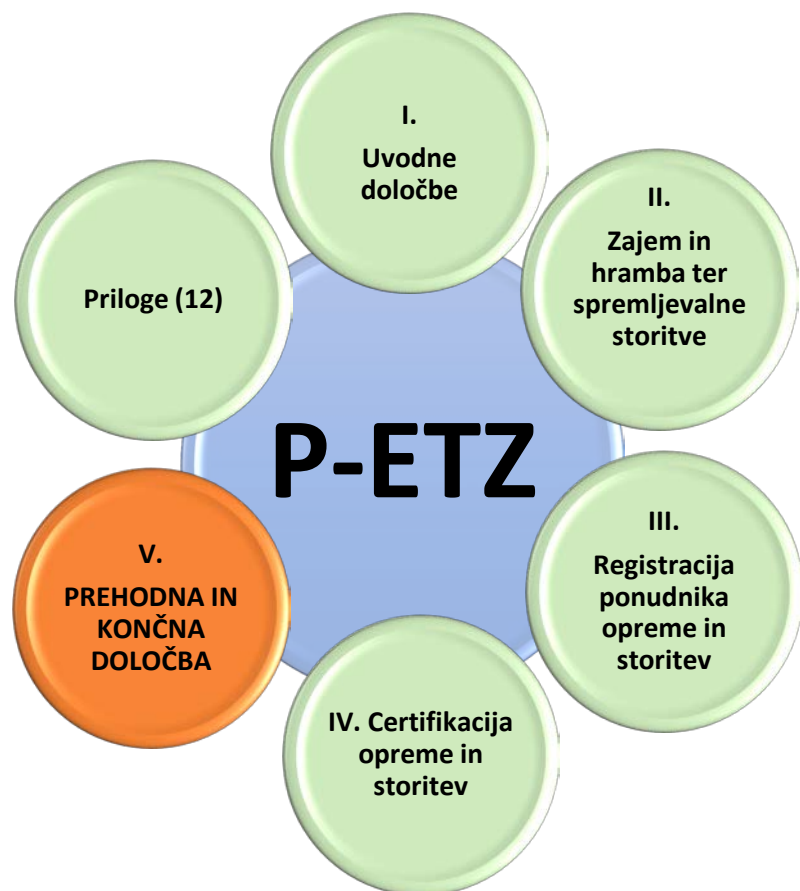 I.
Uvodne
določbe
II.
Zajem in
hramba ter
spremljevalne
storitve
III.
Registracija
ponudnika
opreme in
storitev
IV. Certifikacija
opreme in
storitev
V.
PREHODNA IN
KONČNA
DOLOČBA
Priloge (12)
P-ETZ